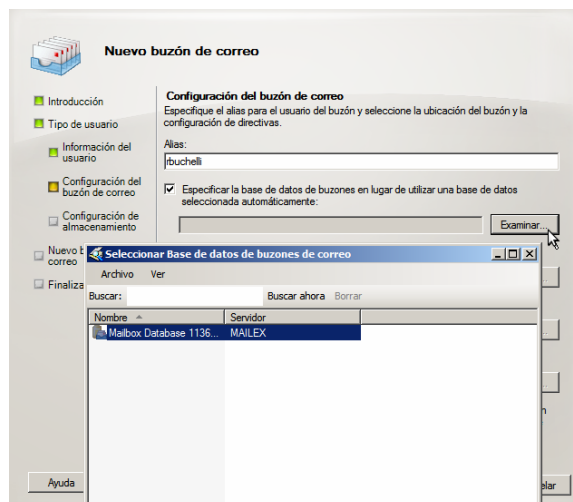 Nuevo buzón de correo
Introducción
Tipo de usuario
Información del
usuario
Configuración del
buzón de correo
Configuración de
almacenamiento
Nuevo b
correo
Finaliza
Configuración del buzón de correo
Especifique el alias para el usuario del buzón y seleccione la ubicación del buzón y la
configuración de directivas.
Alias:
rbuchelli
Especificar la base de datos de buzones en lugar de utilizar una base de datos
seleccionada automáticamente:
Examinar...
Seleccionar Base de datos de buzones de correo
Archivo Ver
Buscar: Buscar ahora Borrar
Nombre Servidor
Mailbox Database 1136... MAILEX
Ayuda
elar